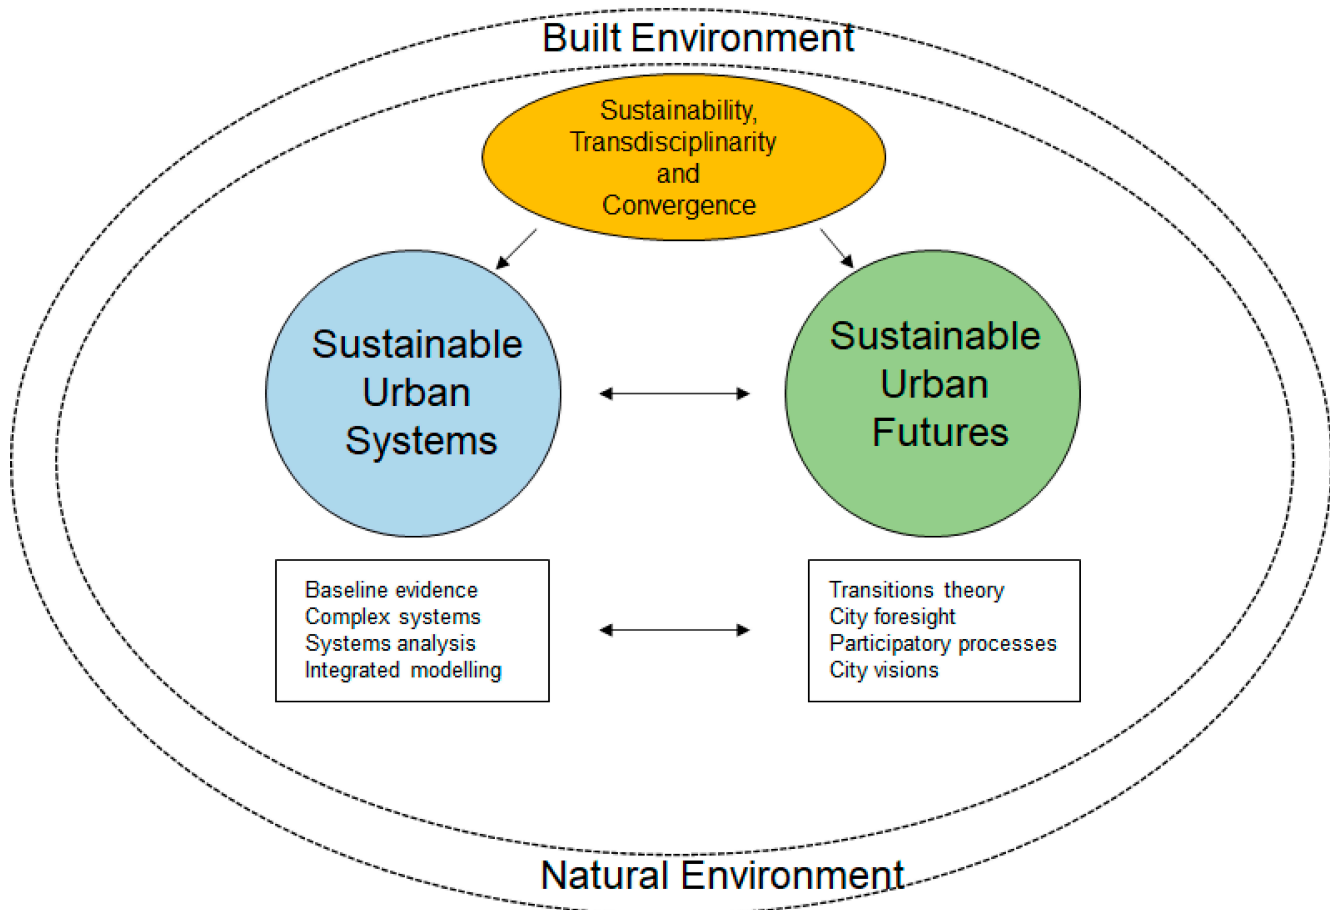 Built Environment
Sustainability,
Transdisciplinarity
and
Convergence
Sustainable
Urban
Systems
Sustainable
Urban
Futures
Baseline evidence
Complex systems
Systems analysis
Integrated modelling
Transitions theory
City foresight
Participatory processes
City visions
Natural Environment